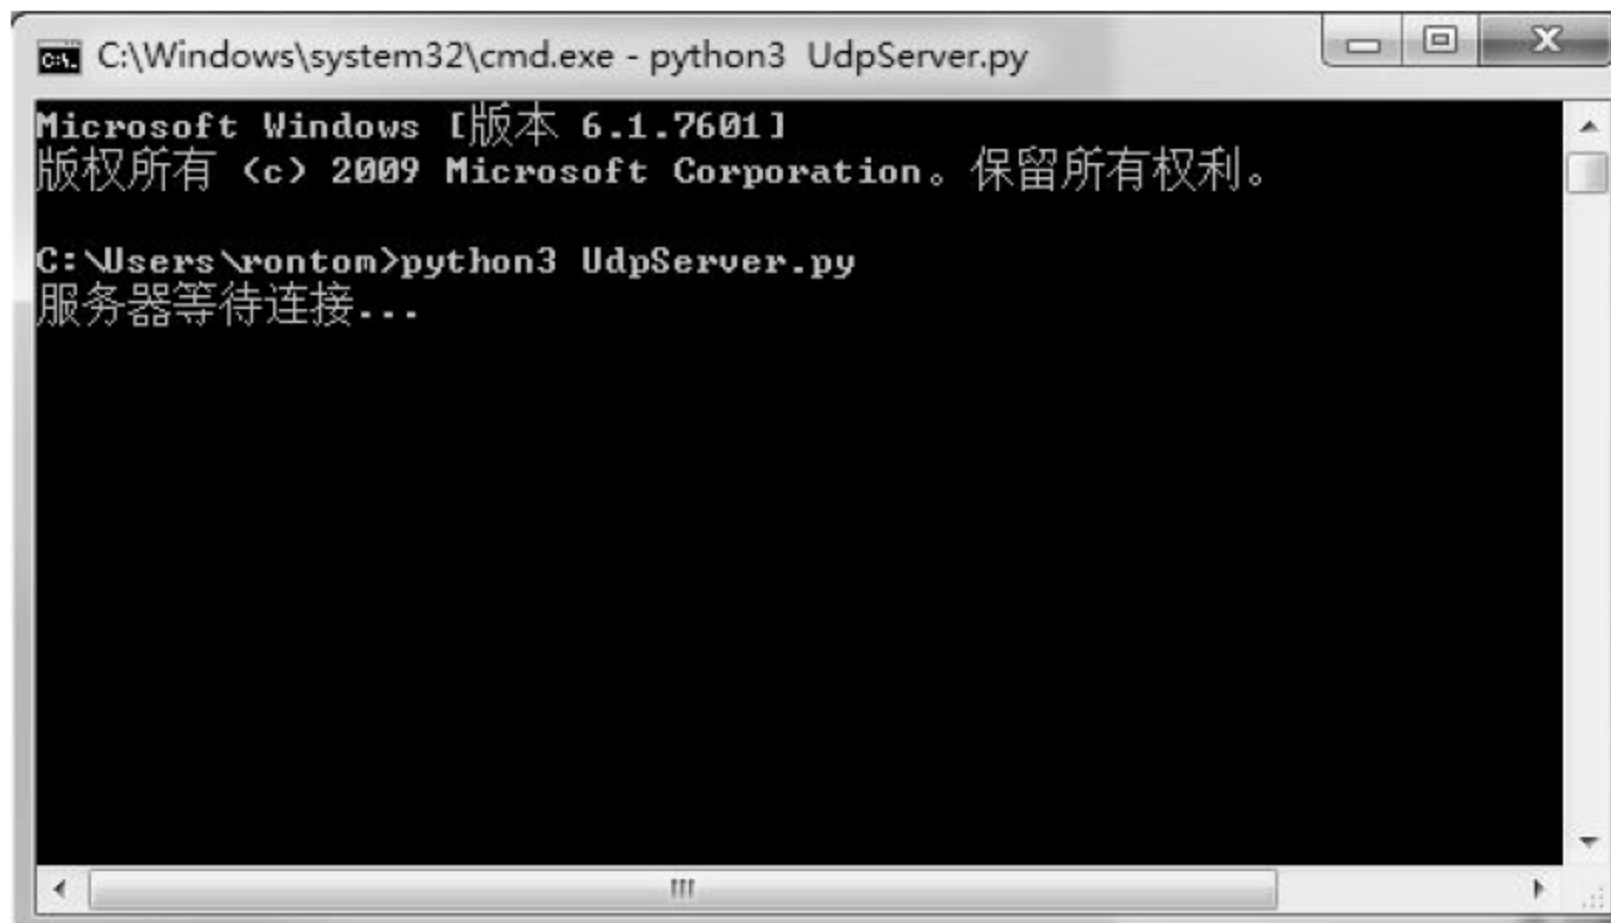 C:\Windows\system32\cmd.exe - python3  UdpServer.py
Microsoft Windows [版本 6.1.7601]
版权所有 (c) 2009 Microsoft Corporation。保留所有权利。
C:\Users\rontom>python3 UdpServer.py
服务器等待连接...